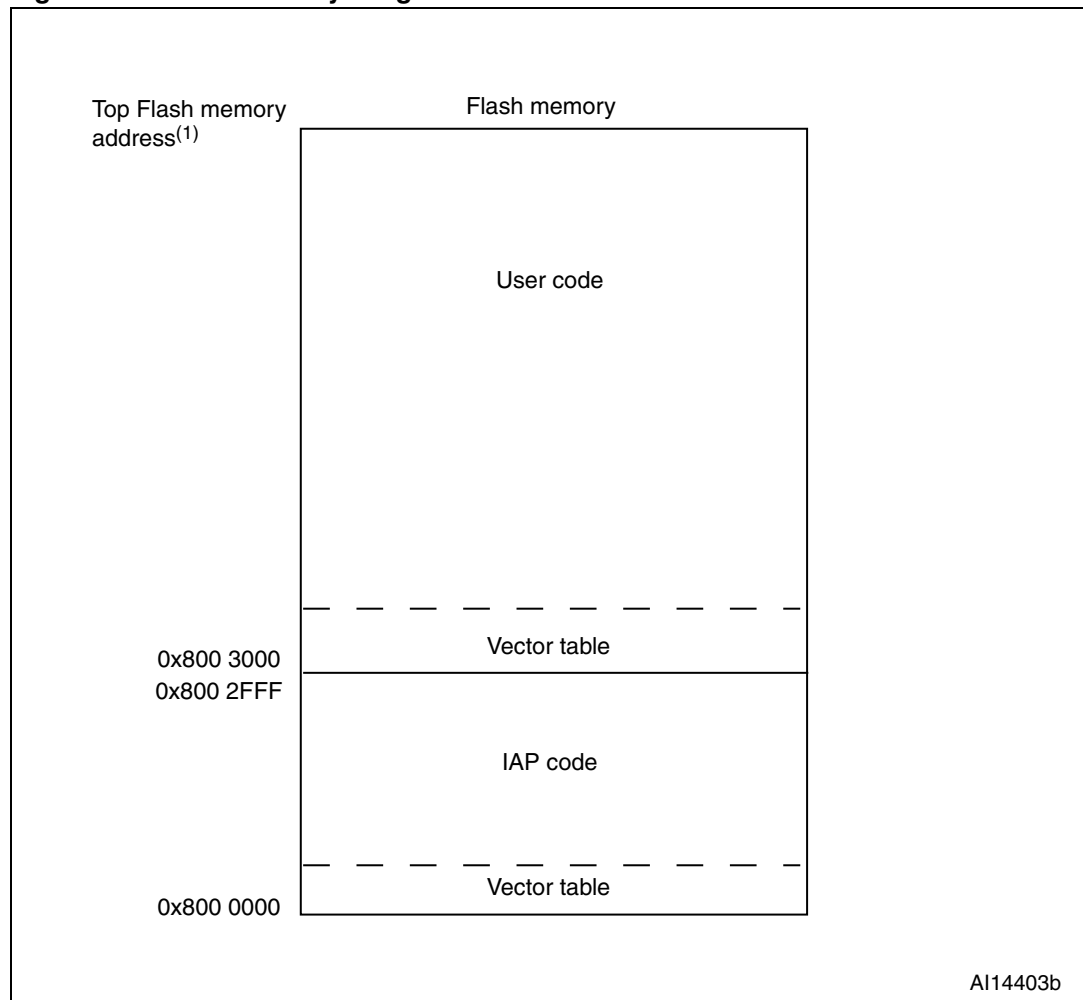 Top Flash memory
address(1)
Flash memory
User code
Vector table
0x800 3000
0x800 2FFF
IAP code
Vector table
0x800 0000
AI14403b